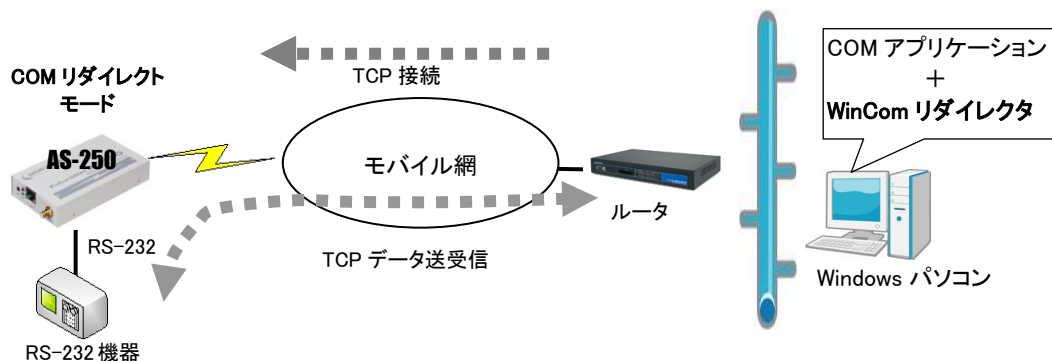 COM リダイレクト
モード
AS-250
RS-232
RS-232 機器
TCP 接続
モバイル網
TCP データ送受信
ルータ
COM アプリケーション
+
WinCom リダイレクタ
Windows パソコン